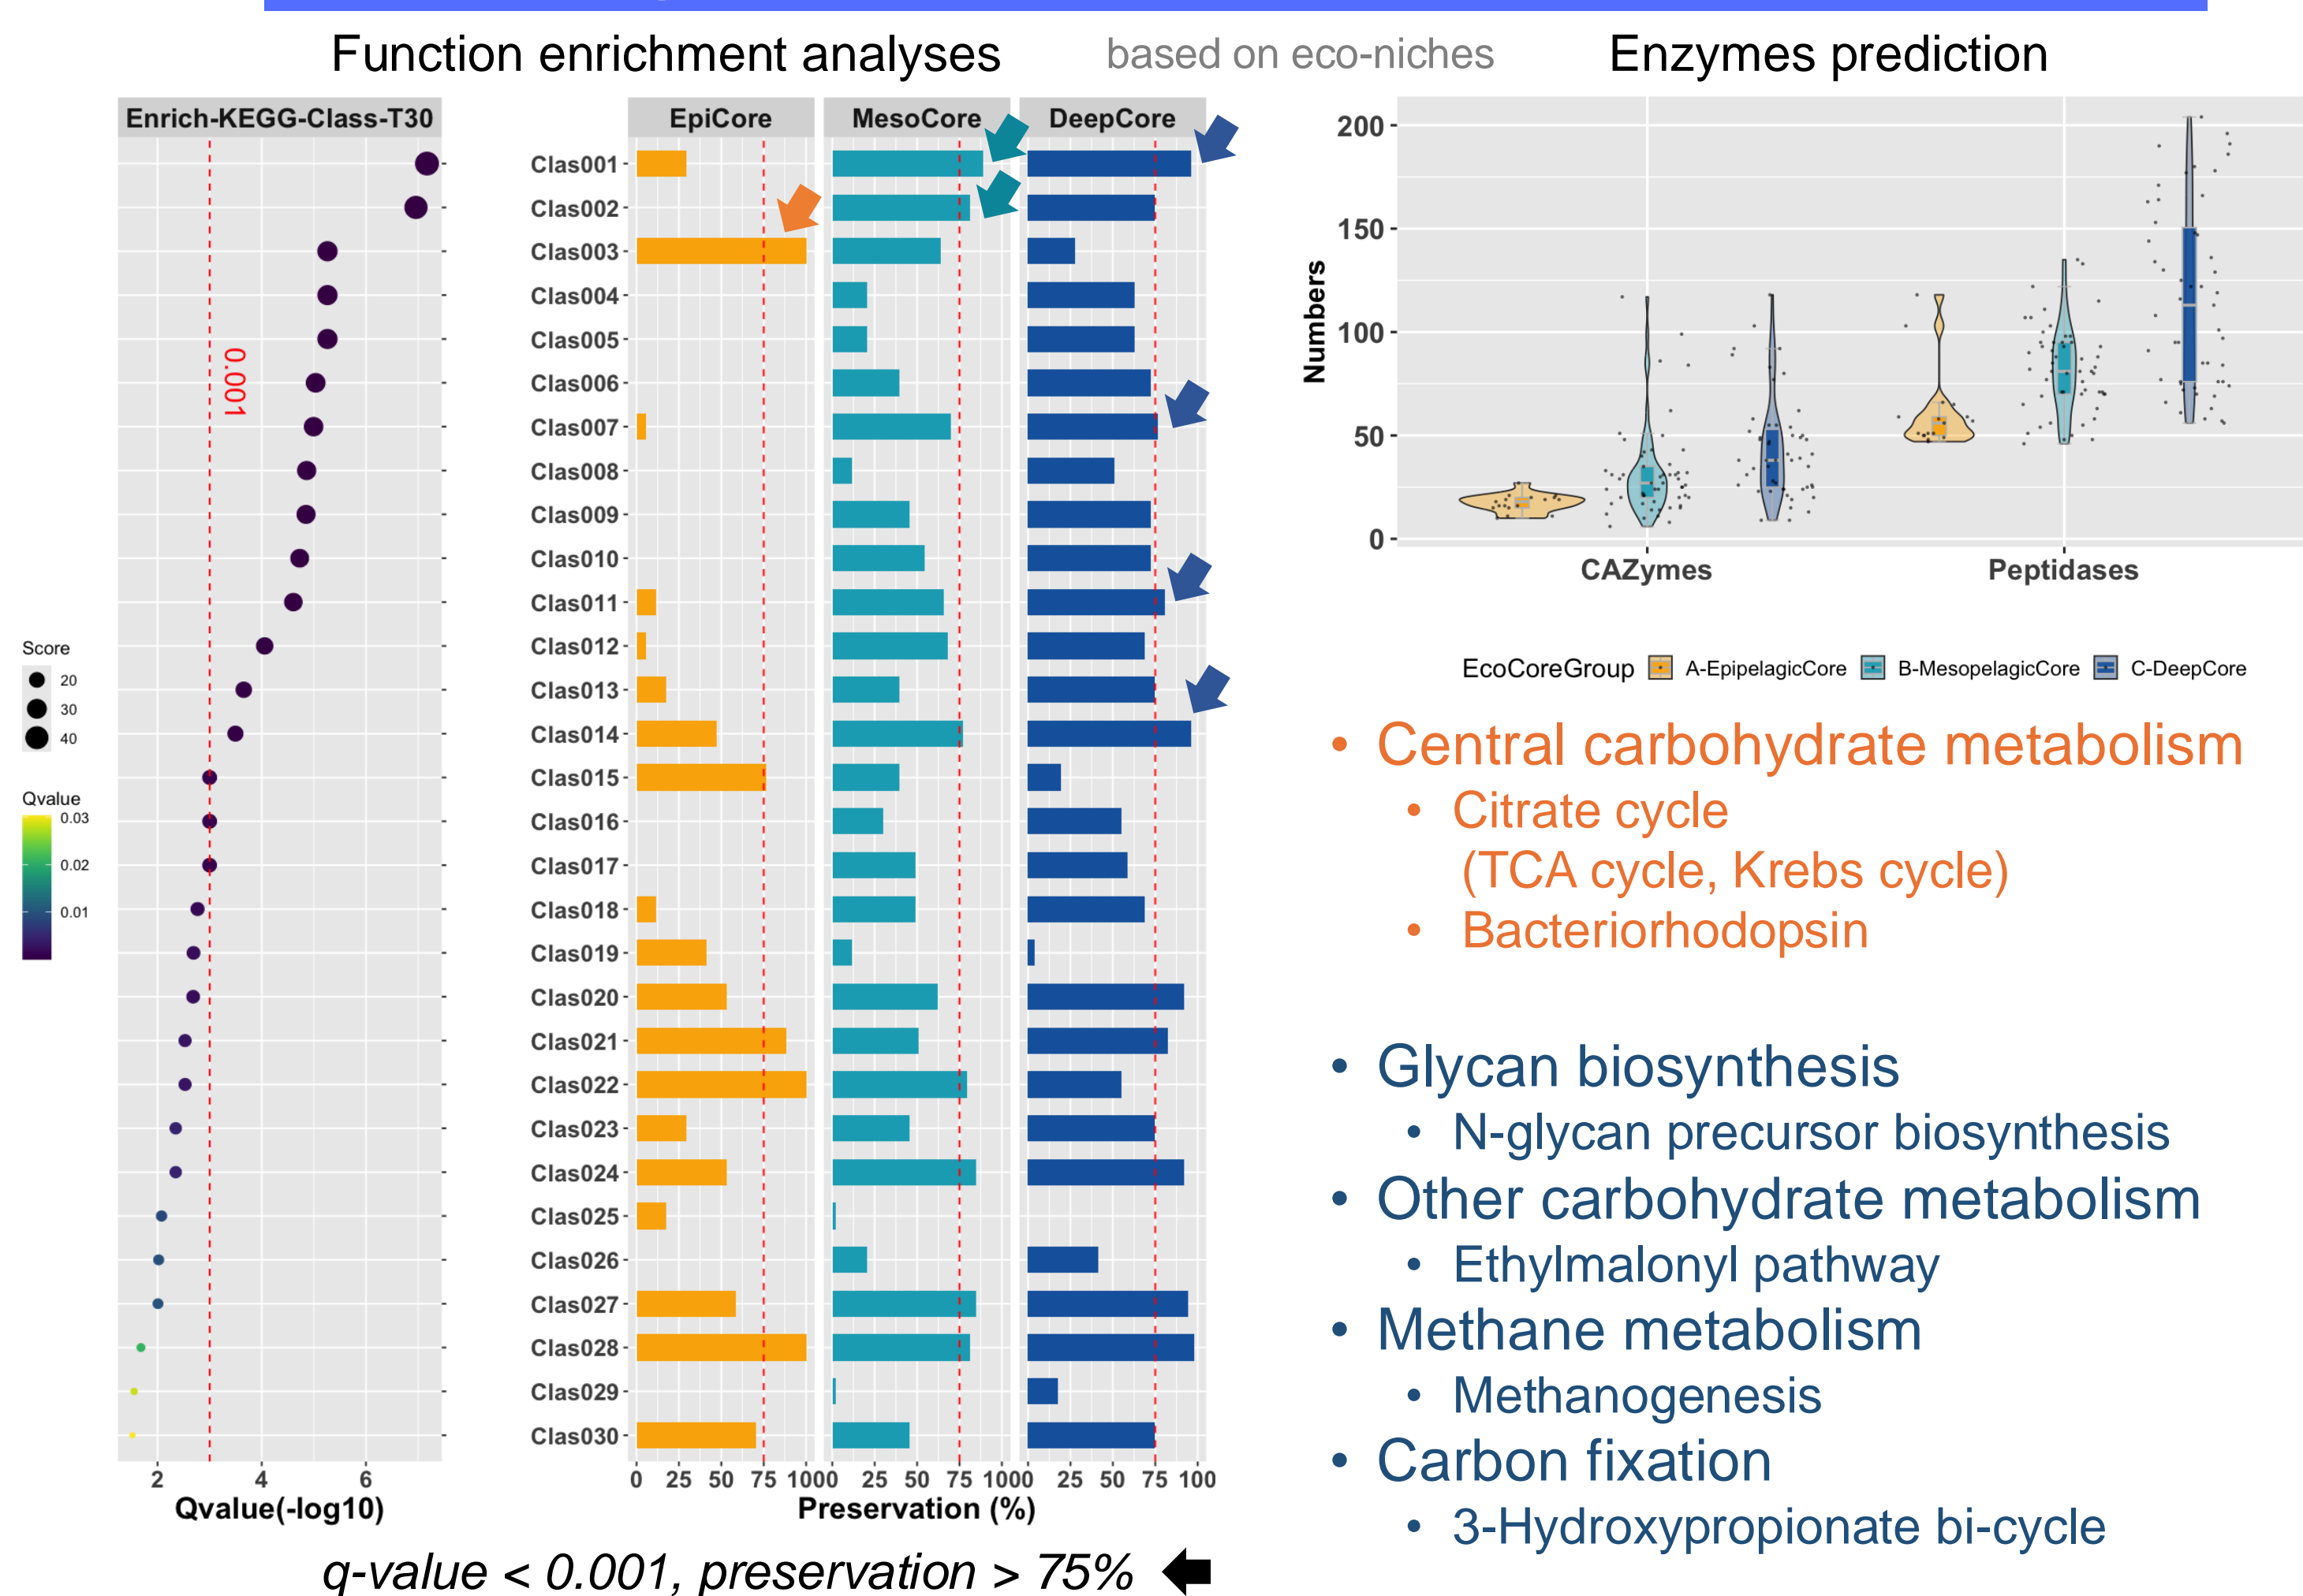 Function enrichment analyses
based on eco-niches
Enzymes prediction
Enrich-KEGG-Class-T30
EpiCore
MesoCore
DeepCore
Clas001
Clas002
Clas003
Clas004
Clas005
Clas006
Clas007
Clas008
Clas009
Clas010
Clas011
Clas012
Clas013
Clas014
Clas015
Clas016
Clas017
Clas018
Clas019
Clas020
Clas021
Clas022
Clas023
Clas024
Clas025
Clas026
Clas027
Clas028
Clas029
Clas030
0.001
Score
20
30
40
Qvalue
0.03
0.02
0.01
2 4 6
Qvalue(-log10)
0 25 50 75 100
0 25 50 75 100
0 25 50 75 100
Preservation (%)
q-value < 0.001, preservation > 75%
200
150
100
50
0
Numbers
CAZymes
Peptidases
EcoCoreGroup A-EpipelagicCore B-MesopelagicCore C-DeepCore
• Central carbohydrate metabolism
• Citrate cycle
(TCA cycle, Krebs cycle)
• Bacteriorhodopsin
• Glycan biosynthesis
• N-glycan precursor biosynthesis
• Other carbohydrate metabolism
• Ethylmalonyl pathway
• Methane metabolism
• Methanogenesis
• Carbon fixation
• 3-Hydroxypropionate bi-cycle